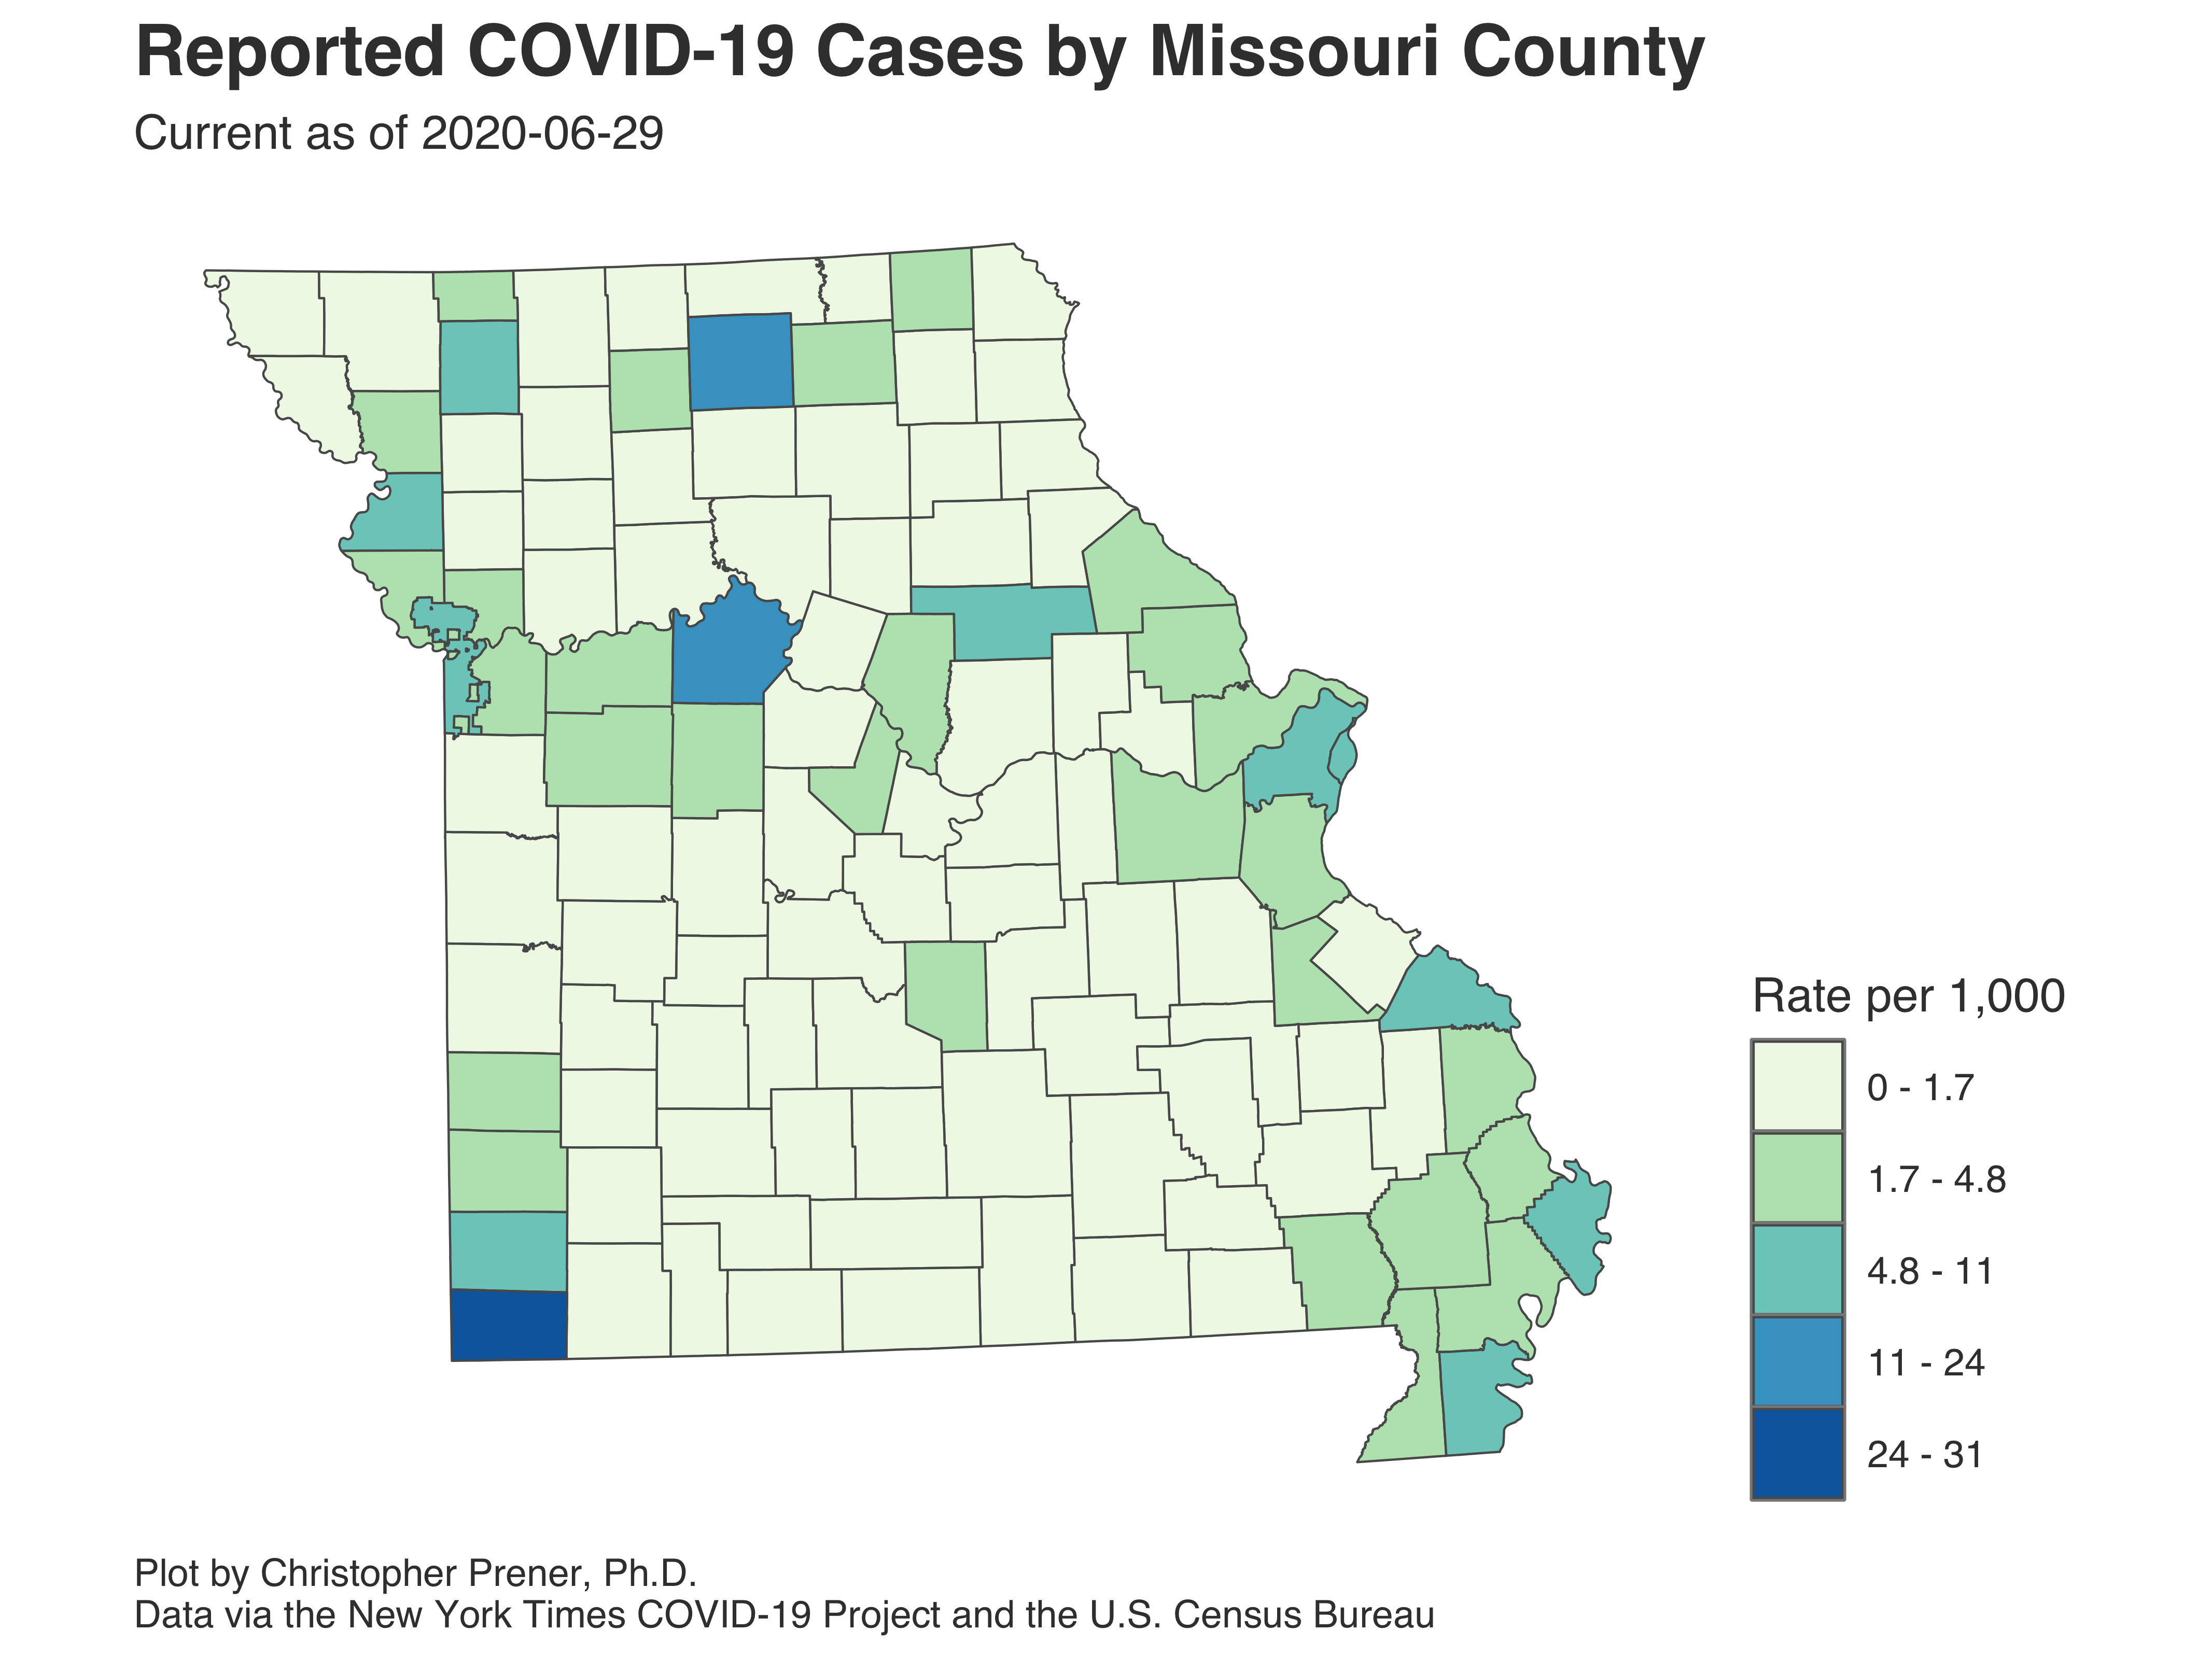 Reported COVID-19 Cases by Missouri County
Current as of 2020-06-29
Rate per 1,000
0 - 1.7
1.7 - 4.8
4.8 - 11
11 - 24
24 - 31
Plot by Christopher Prener, Ph.D.
Data via the New York Times COVID-19 Project and the U.S. Census Bureau